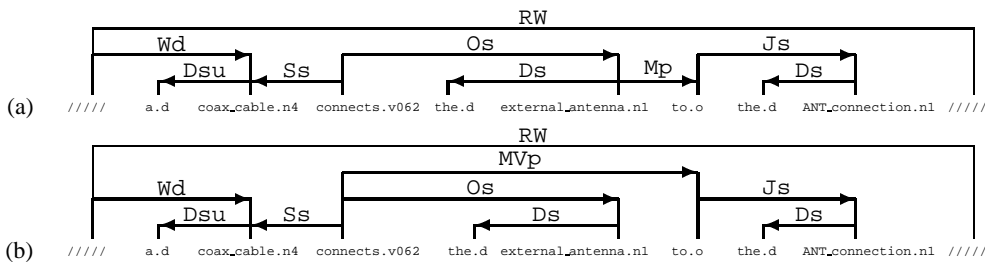 RW
Wd Os Js
Dsu Ss Ds Mp Ds
(a) ///// a.d coax_cable.n4 connects.v062 the.d external_antenna.n1 to.o the.d ANT_connection.n1 /////
RW
MVp
Wd Os Js
Dsu Ss Ds Ds
(b) ///// a.d coax_cable.n4 connects.v062 the.d external_antenna.n1 to.o the.d ANT_connection.n1 /////